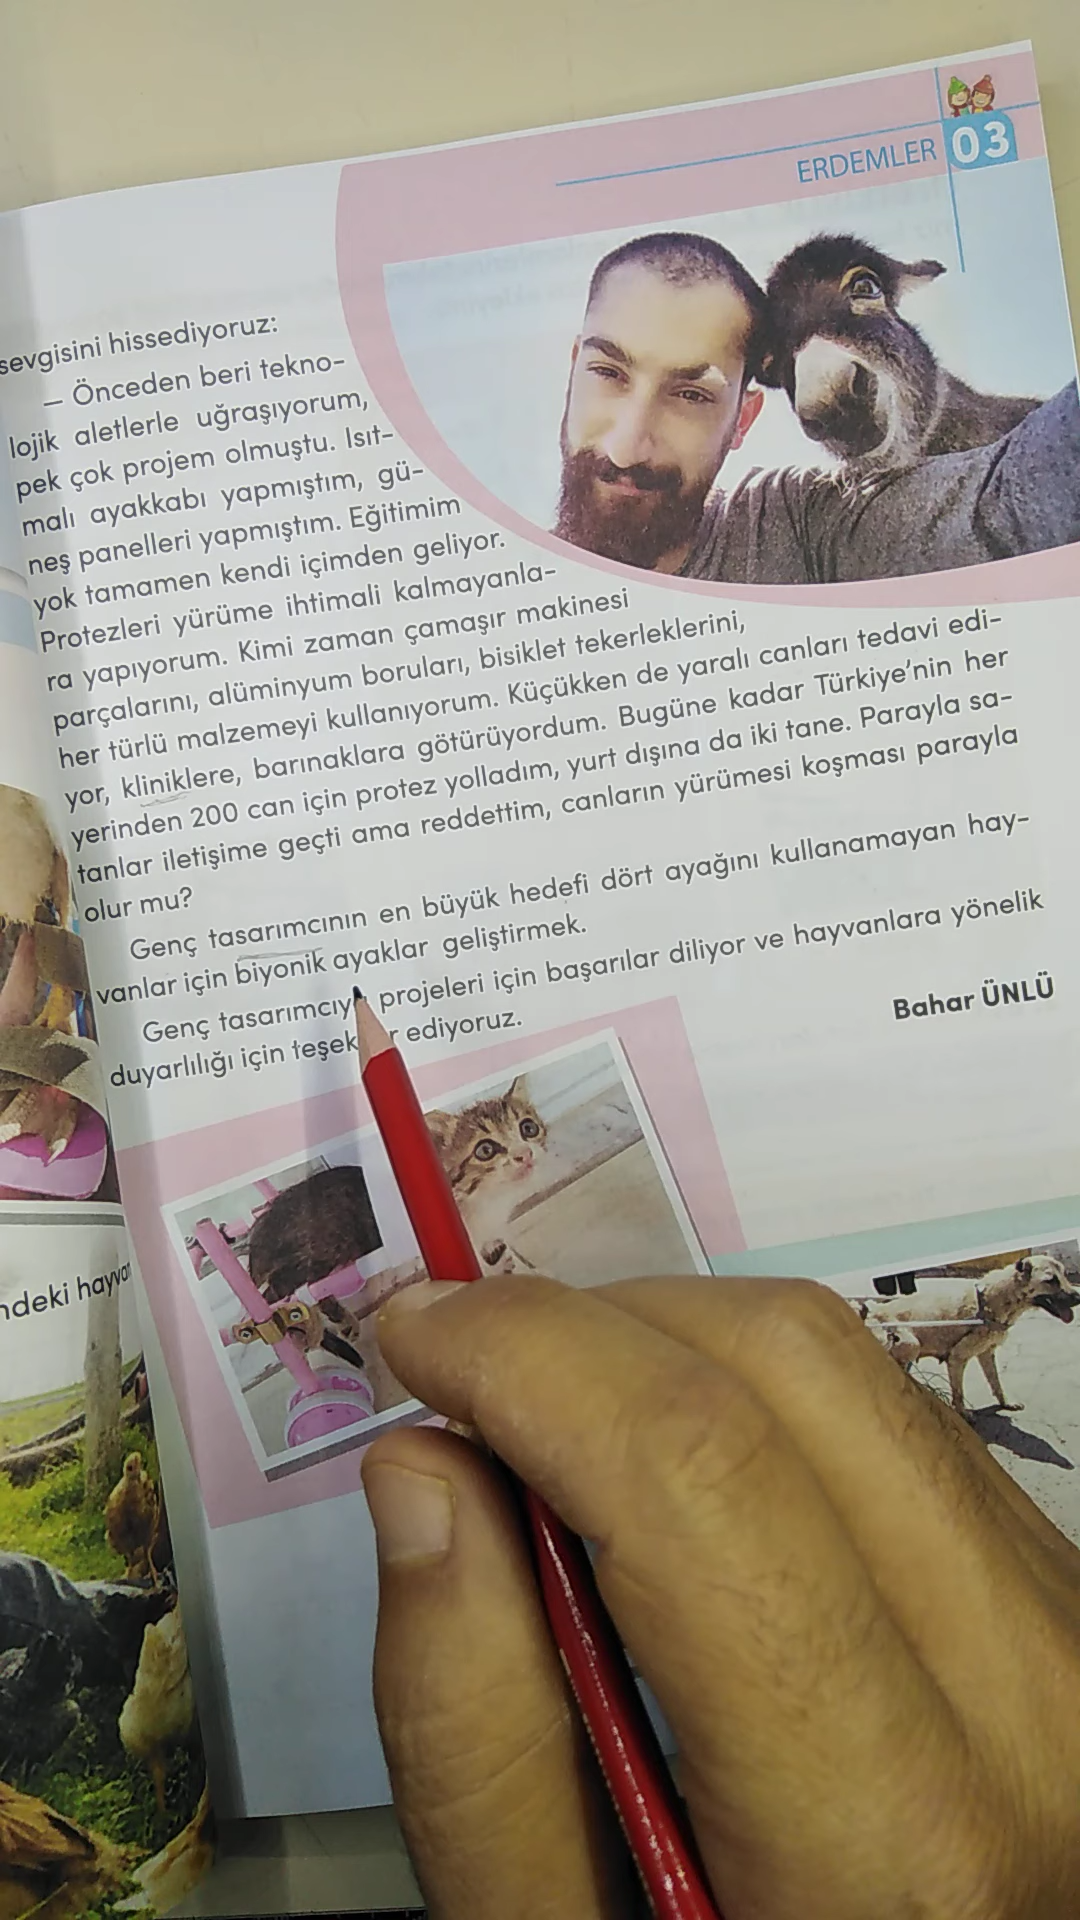 ERDEMLER 03
sevgisini hissediyoruz:
– Önceden beri tekno-
lojik aletlerle uğraşıyorum,
pek çok projem olmuştu. Isıt-
malı ayakkabı yapmıştım, gü-
neş panelleri yapmıştım. Eğitimim
yok tamamen kendi içimden geliyor.
Protezleri yürüme ihtimali kalmayanla-
ra yapıyorum. Kimi zaman çamaşır makinesi
parçalarını, alüminyum boruları, bisiklet tekerleklerini,
her türlü malzemeyi kullanıyorum. Küçükken de yaralı canları tedavi edi-
yor, kliniklere, barınaklara götürüyordum. Bugüne kadar Türkiye'nin her
yerinden 200 can için protez yolladım, yurt dışına da iki tane. Parayla sa-
tanlar iletişime geçti ama reddettim, canların yürümesi koşması parayla
olur mu?
Genç tasarımcının en büyük hedefi dört ayağını kullanamayan hay-
vanlar için biyonik ayaklar geliştirmek.
Genç tasarımcıya projeleri için başarılar diliyor ve hayvanlara yönelik
duyarlılığı için ediyoruz.
Bahar ÜNLÜ